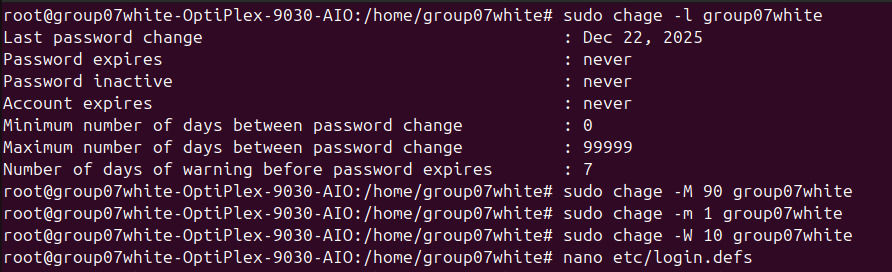 root@group07white-OptiPlex-9030-AIO:/home/group07white# sudo chage -l group07white
Last password change                                    : Dec 22, 2025
Password expires                                        : never
Password inactive                                       : never
Account expires                                         : never
Minimum number of days between password change          : 0
Maximum number of days between password change          : 99999
Number of days of warning before password expires       : 7
root@group07white-OptiPlex-9030-AIO:/home/group07white# sudo chage -M 90 group07white
root@group07white-OptiPlex-9030-AIO:/home/group07white# sudo chage -m 1 group07white
root@group07white-OptiPlex-9030-AIO:/home/group07white# sudo chage -W 10 group07white
root@group07white-OptiPlex-9030-AIO:/home/group07white# nano etc/login.defs